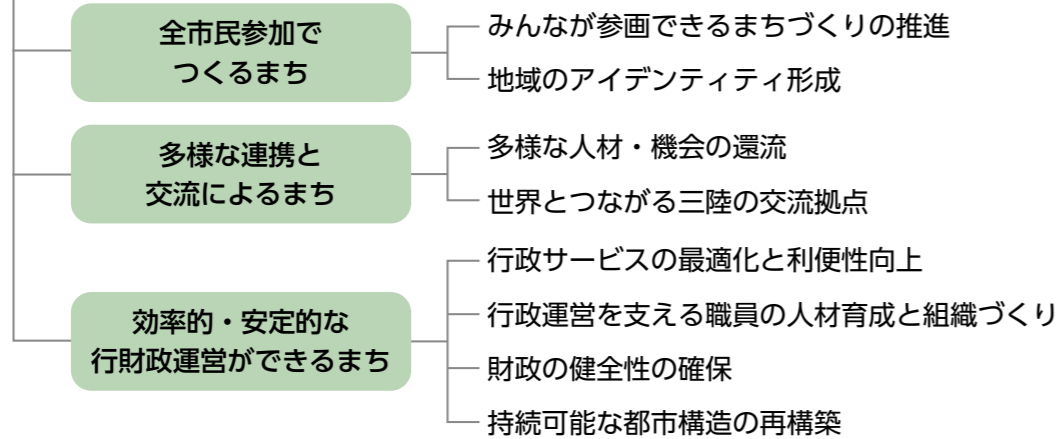 全市民参加で
つくるまち
みんなが参画できるまちづくりの推進
地域のアイデンティティ形成
多様な連携と
交流によるまち
多様な人材・機会の還流
世界とつながる三陸の交流拠点
効率的・安定的な
行財政運営ができるまち
行政サービスの最適化と利便性向上
行政運営を支える職員の人材育成と組織づくり
財政の健全性の確保
持続可能な都市構造の再構築